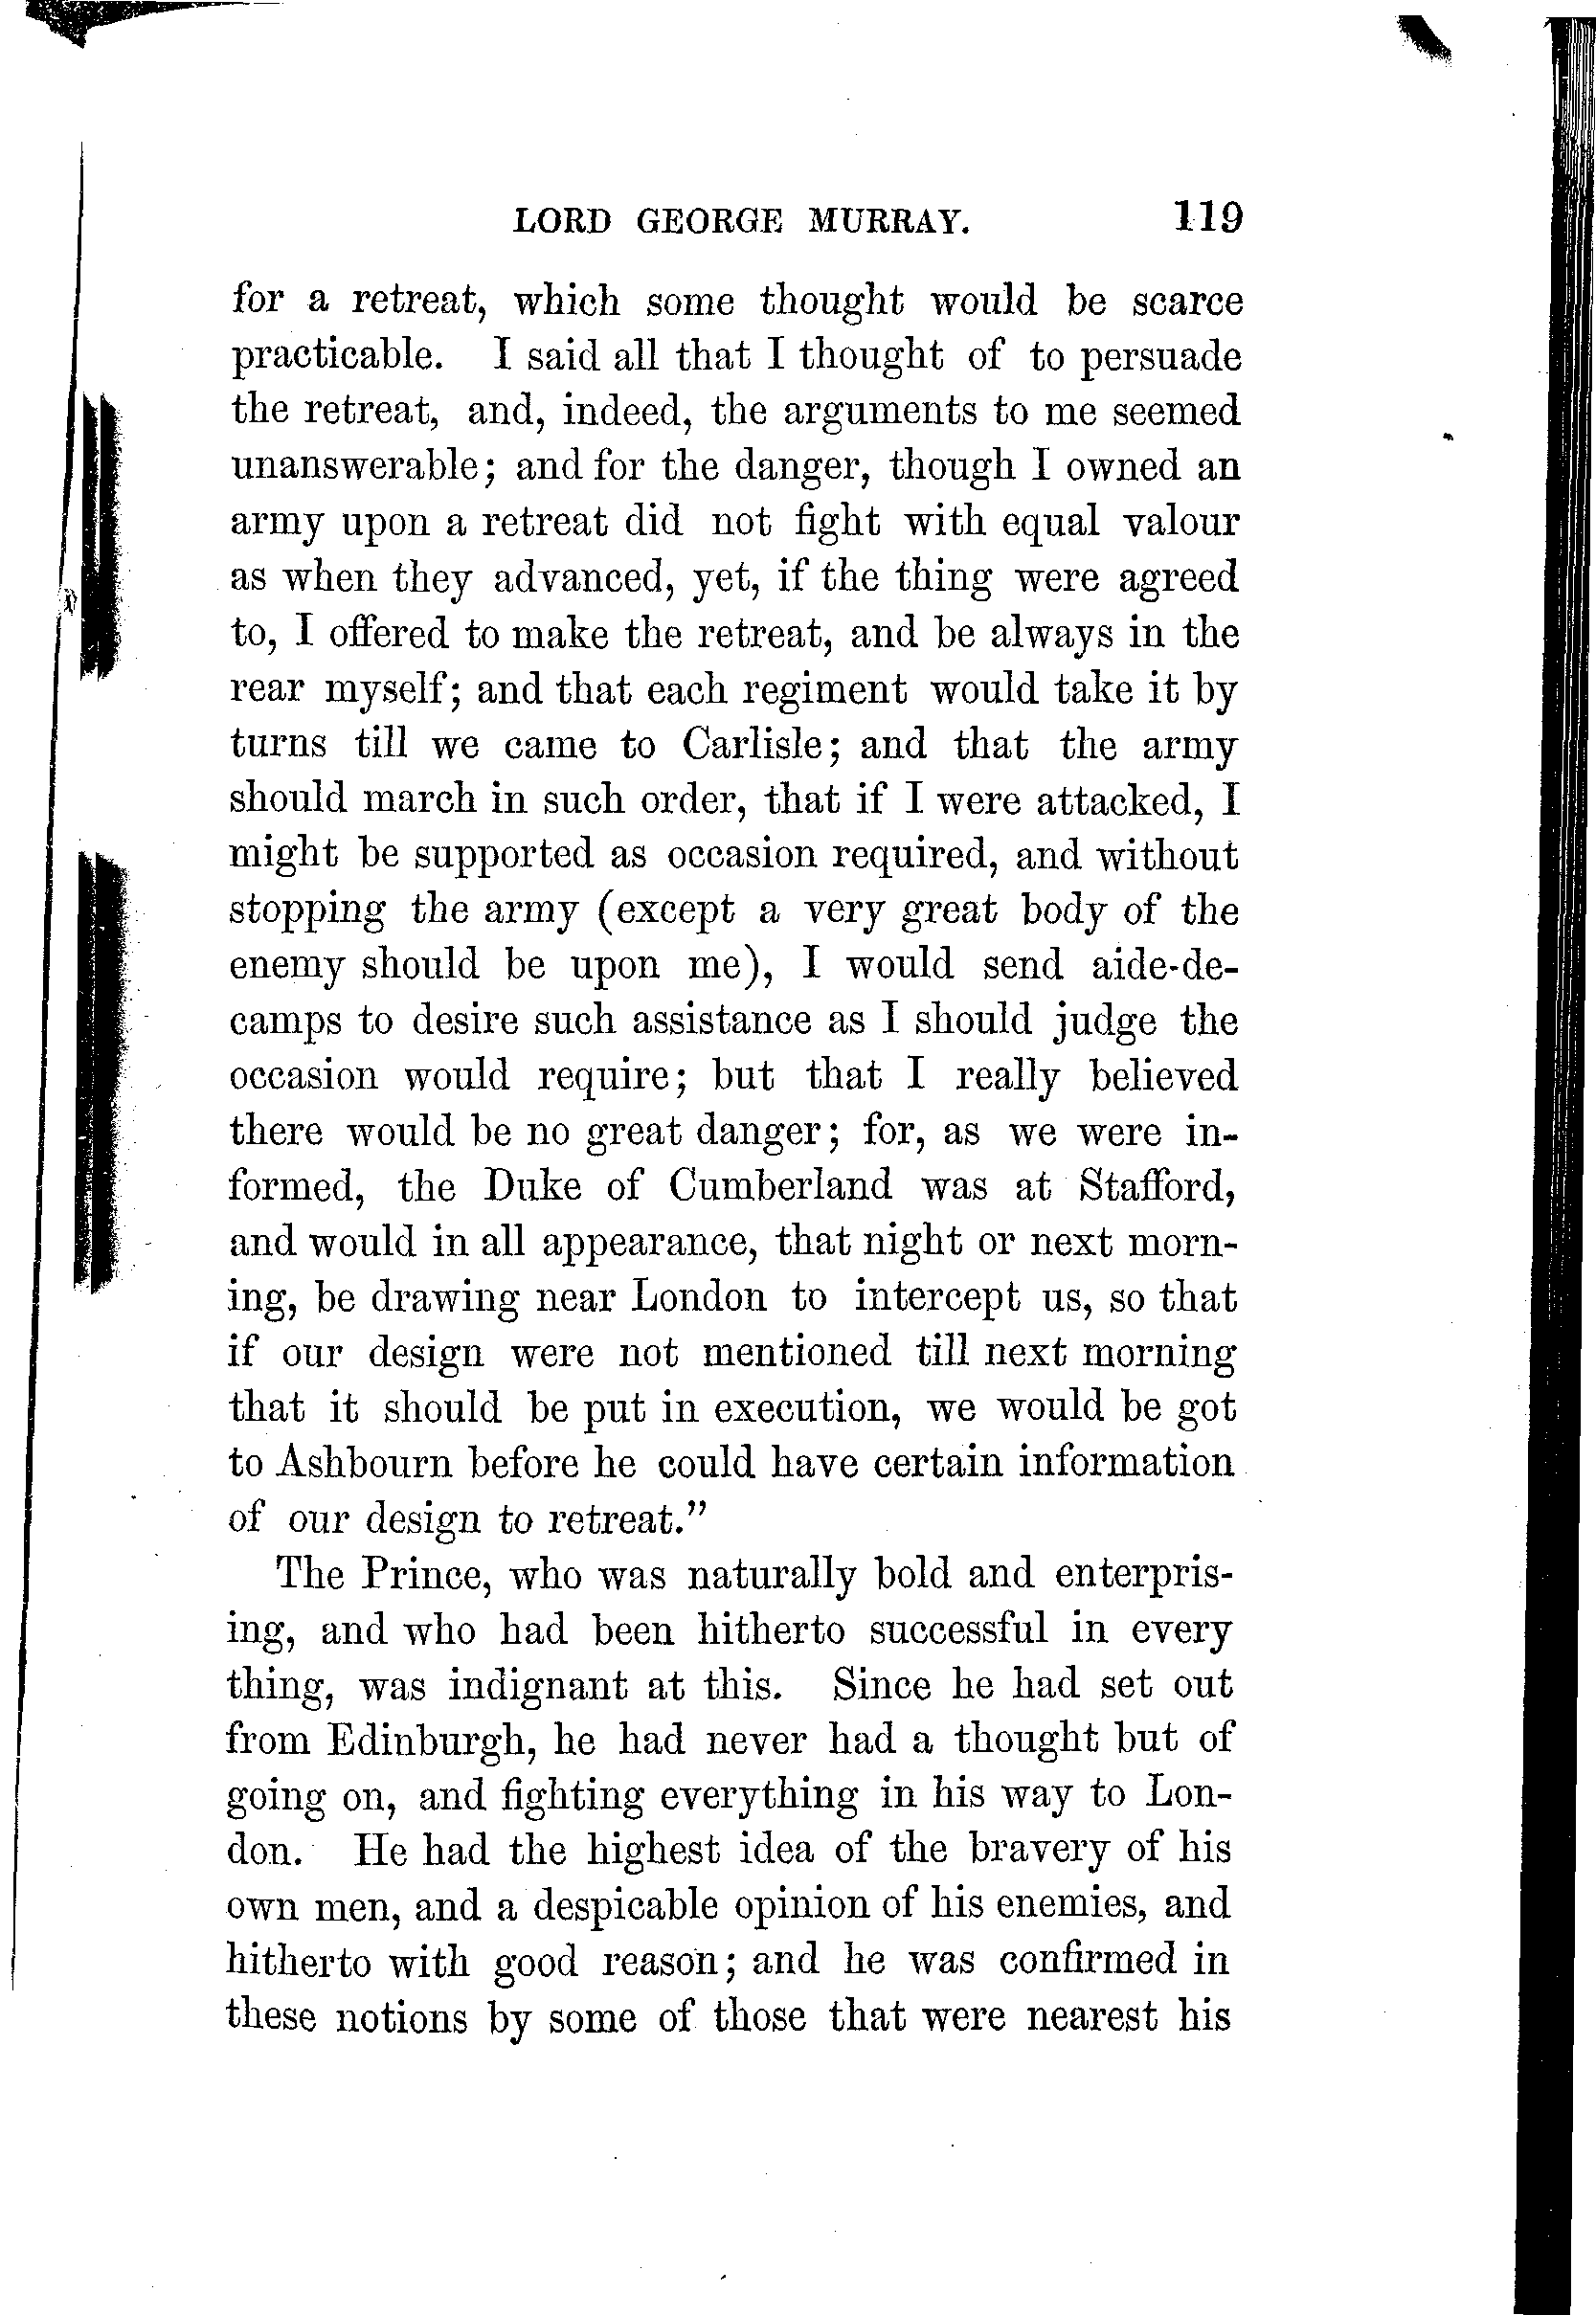 LORD GEORGE MURRAY. 119
for a retreat, which some thought would be scarce
practicable. I said all that I thought of to persuade
the retreat, and, indeed, the arguments to me seemed
unanswerable; and for the danger, though I owned an
army upon a retreat did not fight with equal valour
as when they advanced, yet, if the thing were agreed
to, I offered to make the retreat, and be always in the
rear myself; and that each regiment would take it by
turns till we came to Carlisle; and that the army
should march in such order, that if I were attacked, I
might be supported as occasion required, and without
stopping the army (except a very great body of the
enemy should be upon me), I would send aide-de-
camps to desire such assistance as I should judge the
occasion would require; but that I really believed
there would be no great danger; for, as we were in-
formed, the Duke of Cumberland was at Stafford,
and would in all appearance, that night or next morn-
ing, be drawing near London to intercept us, so that
if our design were not mentioned till next morning
that it should be put in execution, we would be got
to Ashbourn before he could have certain information
of our design to retreat.”
The Prince, who was naturally bold and enterpris-
ing, and who had been hitherto successful in every
thing, was indignant at this. Since he had set out
from Edinburgh, he had never had a thought but of
going on, and fighting everything in his way to Lon-
don. He had the highest idea of the bravery of his
own men, and a despicable opinion of his enemies, and
hitherto with good reason; and he was confirmed in
these notions by some of those that were nearest his